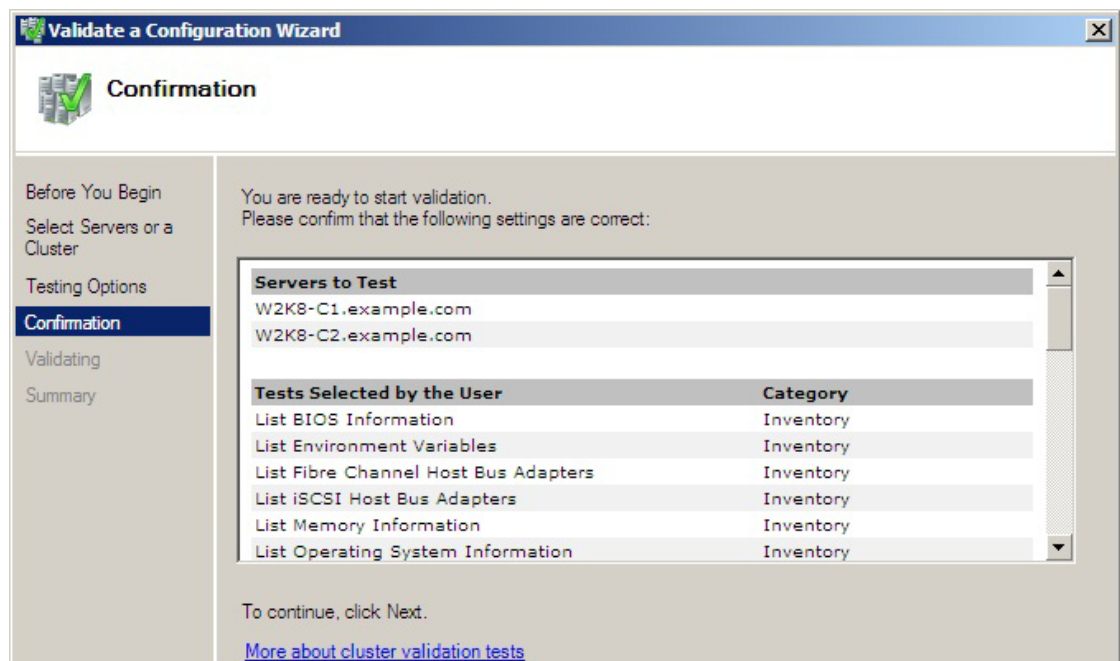 Validate a Configuration Wizard
Confirmation
Before You Begin
Select Servers or a
Cluster
Testing Options
Confirmation
Validating
Summary
You are ready to start validation.
Please confirm that the following settings are correct:
Servers to Test
W2K8-C1.example.com
W2K8-C2.example.com
Tests Selected by the User Category
List BIOS Information Inventory
List Environment Variables Inventory
List Fibre Channel Host Bus Adapters Inventory
List iSCSI Host Bus Adapters Inventory
List Memory Information Inventory
List Operating System Information Inventory
To continue, click Next.
More about cluster validation tests